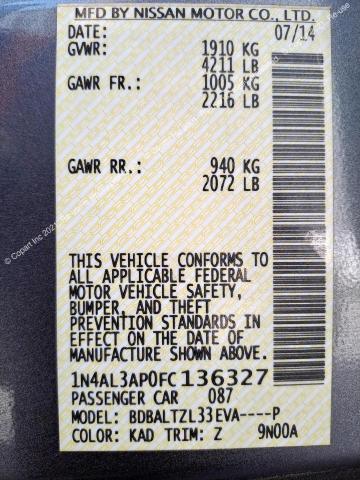 MFD BY NISSAN MOTOR CO., LTD.
DATE: 07/14
GVWR: 1910 KG
4211 LB
GAWR FR.: 1005 KG
2216 LB
GAWR RR.: 940 KG
2072 LB
THIS VEHICLE CONFORMS TO
ALL APPLICABLE FEDERAL
MOTOR VEHICLE SAFETY,
BUMPER, AND THEFT
PREVENTION STANDARDS IN
EFFECT ON THE DATE OF
MANUFACTURE SHOWN ABOVE.
1N4AL3AP0FC136327
PASSENGER CAR 087
MODEL: BDBALTZL33EVA----P
COLOR: KAD TRIM: Z 9N00A